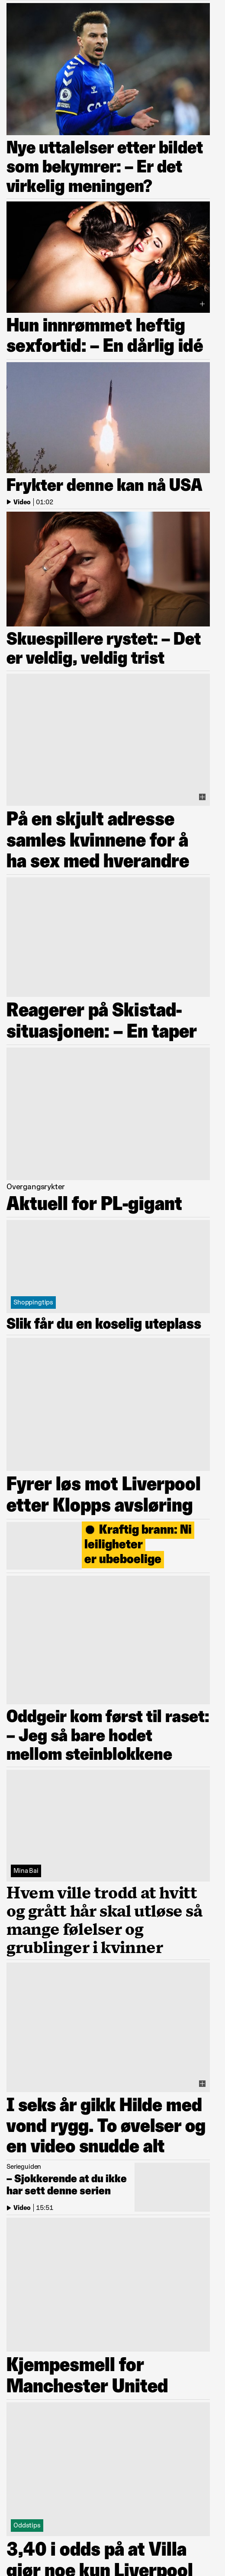 Nye uttalelser etter bildet
som bekymrer: – Er det
virkelig meningen?
Hun innrømmet heftig
sexfortid: – En dårlig idé
Frykter denne kan nå USA
Video | 01:02
Skuespillere rystet: – Det
er veldig, veldig trist
På en skjult adresse
samles kvinnene for å
ha sex med hverandre
Reagerer på Skistad-
situasjonen: – En taper
Overgangsrykter
Aktuell for PL-gigant
Shoppingtips
Slik får du en koselig uteplass
Fyrer løs mot Liverpool
etter Klopps avsløring
Kraftig brann: Ni
leiligheter
er ubeboelige
Oddgeir kom først til raset:
– Jeg så bare hodet
mellom steinblokkene
Mina Bai
Hvem ville trodd at hvitt
og grått hår skal utløse så
mange følelser og
grublinger i kvinner
I seks år gikk Hilde med
vond rygg. To øvelser og
en video snudde alt
Serieguiden
– Sjokkerende at du ikke
har sett denne serien
Video | 15:51
Kjempesmell for
Manchester United
Oddstips
3,40 i odds på at Villa
gjør noe kun Liverpool